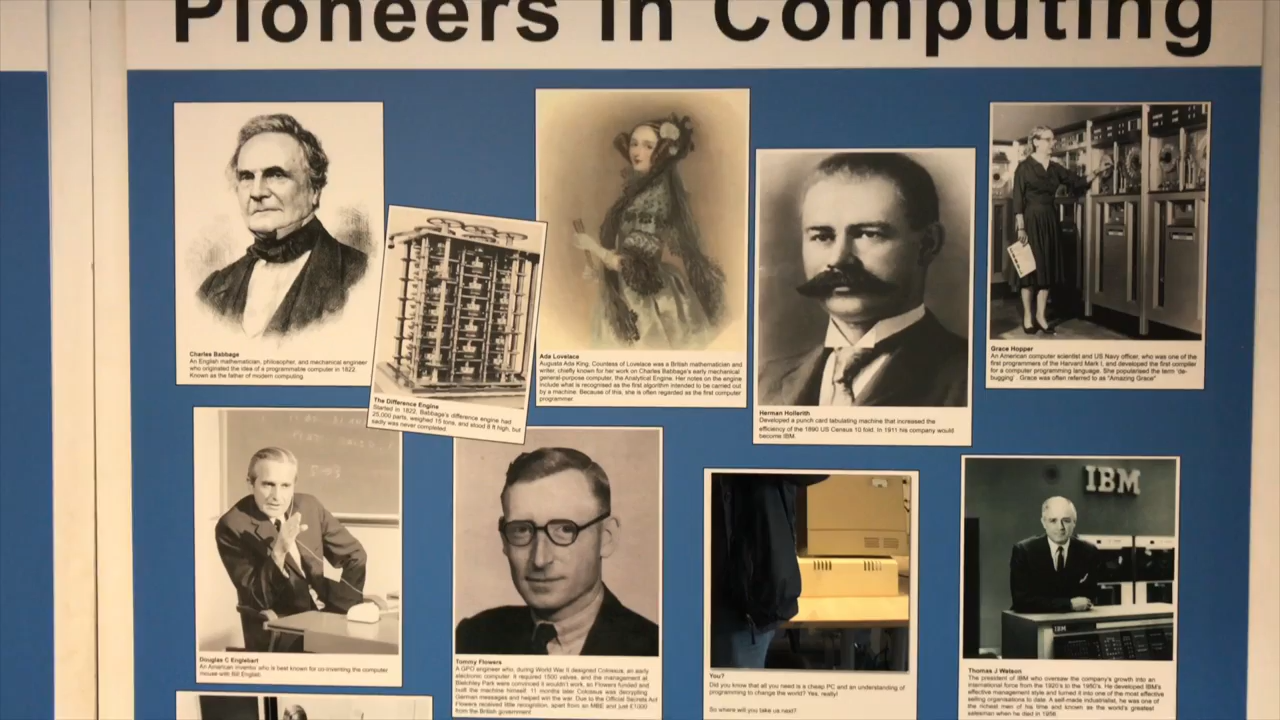 Pioneers in Computing
Charles Babbage
An English mathematician, philosopher, and mechanical engineer
who originated the idea of a programmable computer in 1822.
Known as the father of modern computing.
The Difference Engine
Started in 1822, Babbage's difference engine had
25,000 parts, weighed 15 tons, and stood 8 ft high, but
sadly was never completed.
Ada Lovelace
Augusta Ada King, Countess of Lovelace was a British mathematician and
writer, chiefly known for her work on Charles Babbage's early mechanical
general-purpose computer, the Analytical Engine. Her notes on the engine
include what is recognised as the first algorithm intended to be carried out
by a machine. Because of this, she is often regarded as the first computer
programmer.
Herman Hollerith
Developed a punch card tabulating machine that increased the
efficiency of the 1890 US Census 10 fold. In 1911 his company would
become IBM.
Grace Hopper
An American computer scientist and US Navy officer, who was one of the
first programmers of the Harvard Mark I, and developed the first compiler
for a computer programming language. She popularised the term 'de-
bugging'. Grace was often referred to as "Amazing Grace"
Douglas C Englebart
An American inventor who is best known for co-inventing the computer
mouse with Bill English.
Tommy Flowers
A GPO engineer who, during World War II designed Colossus, an early
electronic computer. It required 1500 valves, and the management at
Bletchley Park were convinced it wouldn't work, so Flowers funded and
built the machine himself. 11 months later, Colossus was decrypting
German messages and helped win the war. Due to the Official Secrets Act
Flowers received little recognition, apart from an MBE and just £1000
from the British government.
You?
Did you know that all you need is a cheap PC and an understanding of
programming to change the world? Yes, really!
So where will you take us next?
IBM
IBM
Thomas J Watson
The president of IBM who oversaw the company's growth into an
international force from the 1920's to the 1950's. He developed IBM's
effective management style and turned it into one of the most effective
selling organisations to date. A self-made industrialist, he was one of
the richest men of his time and known as the world's greatest
salesman when he died in 1956.